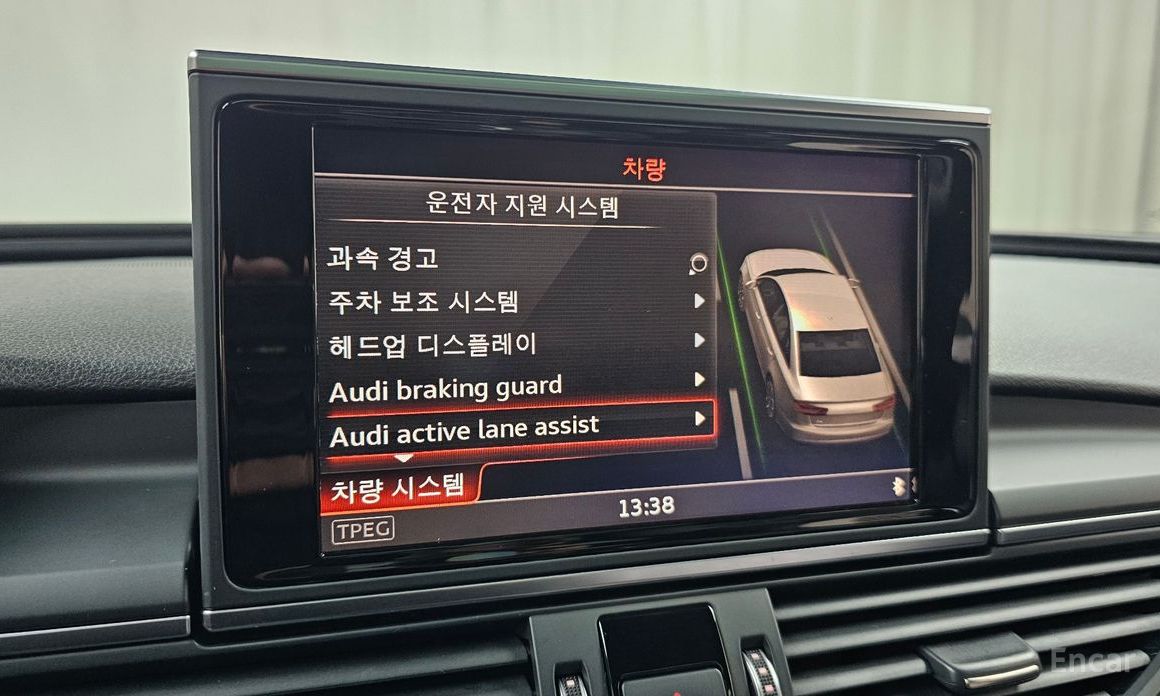 차량
운전자 지원 시스템
과속 경고
주차 보조 시스템
헤드업 디스플레이
Audi braking guard
Audi active lane assist
차량 시스템
13:38
TPEG
Encar